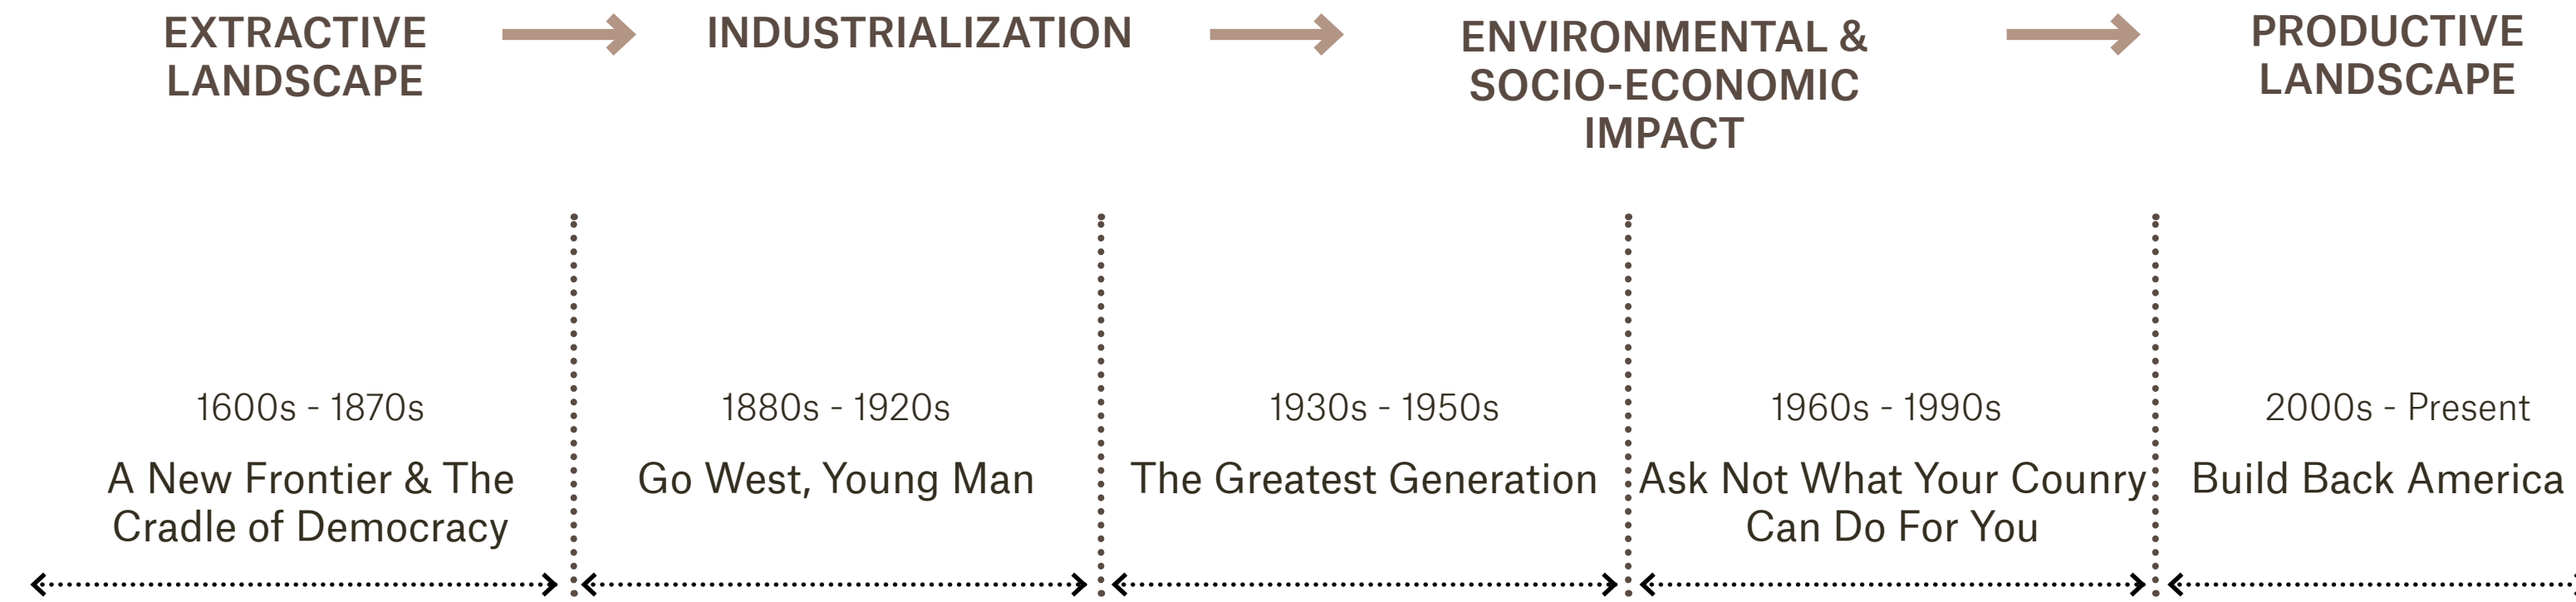 EXTRACTIVE
LANDSCAPE
INDUSTRIALIZATION
ENVIRONMENTAL &
SOCIO-ECONOMIC
IMPACT
PRODUCTIVE
LANDSCAPE
1600s - 1870s
A New Frontier & The
Cradle of Democracy
1880s - 1920s
Go West, Young Man
1930s - 1950s
The Greatest Generation
1960s - 1990s
Ask Not What Your Counry
Can Do For You
2000s - Present
Build Back America